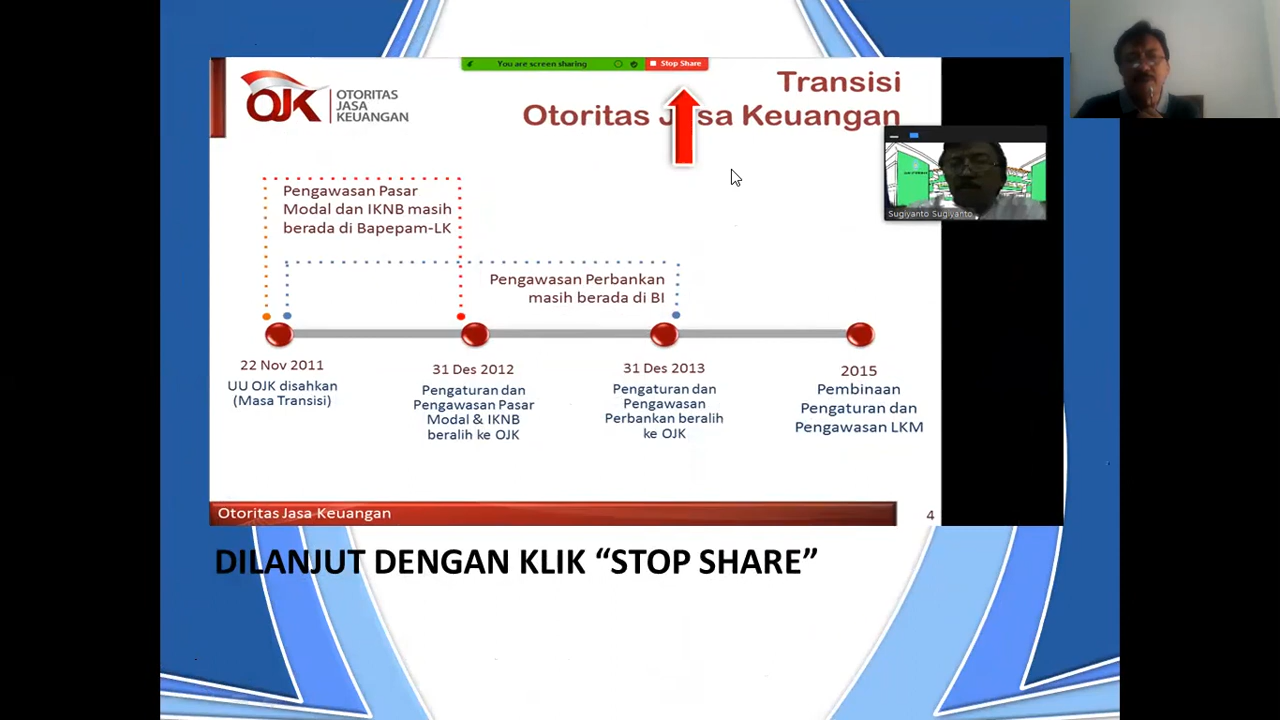 You are screen sharing
Stop Share
OJK
OTORITAS
JASA
KEUANGAN
Transisi
Otoritas Jasa Keuangan
Sugiyanto Sugiyanto
Pengawasan Pasar
Modal dan IKNB masih
berada di Bapepam-LK
Pengawasan Perbankan
masih berada di BI
22 Nov 2011
UU OJK disahkan
(Masa Transisi)
31 Des 2012
Pengaturan dan
Pengawasan Pasar
Modal & IKNB
beralih ke OJK
31 Des 2013
Pengaturan dan
Pengawasan
Perbankan beralih
ke OJK
2015
Pembinaan
Pengaturan dan
Pengawasan LKM
Otoritas Jasa Keuangan
4
DILANJUT DENGAN KLIK “STOP SHARE”